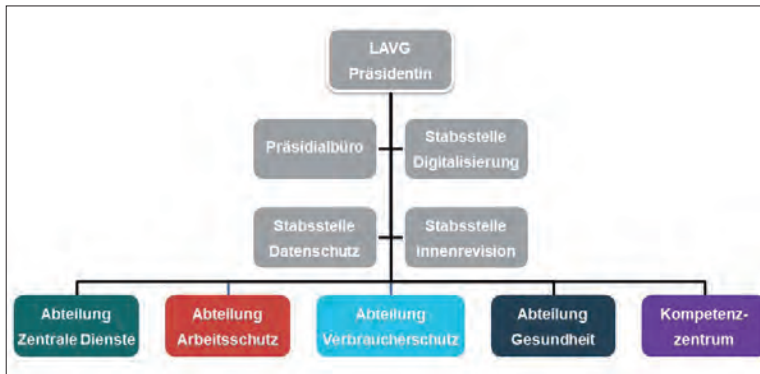 LAVG
Präsidentin
Präsidialbüro
Stabsstelle
Digitalisierung
Stabsstelle
Datenschutz
Stabsstelle
Innenrevision
Abteilung
Zentrale Dienste
Abteilung
Arbeitsschutz
Abteilung
Verbraucherschutz
Abteilung
Gesundheit
Kompetenz-
zentrum